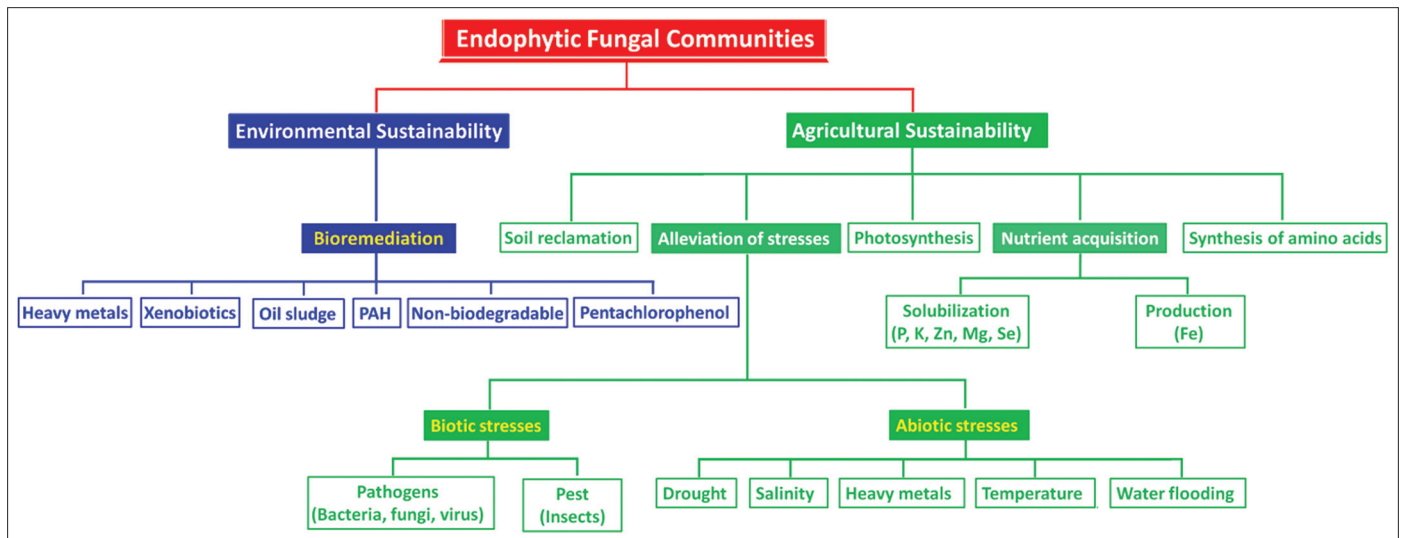 Endophytic Fungal Communities
Environmental Sustainability
Agricultural Sustainability
Bioremediation
Soil reclamation
Alleviation of stresses
Photosynthesis
Nutrient acquisition
Synthesis of amino acids
Heavy metals
Xenobiotics
Oil sludge
PAH
Non-biodegradable
Pentachlorophenol
Solubilization
(P, K, Zn, Mg, Se)
Production
(Fe)
Biotic stresses
Abiotic stresses
Pathogens
(Bacteria, fungi, virus)
Pest
(Insects)
Drought
Salinity
Heavy metals
Temperature
Water flooding